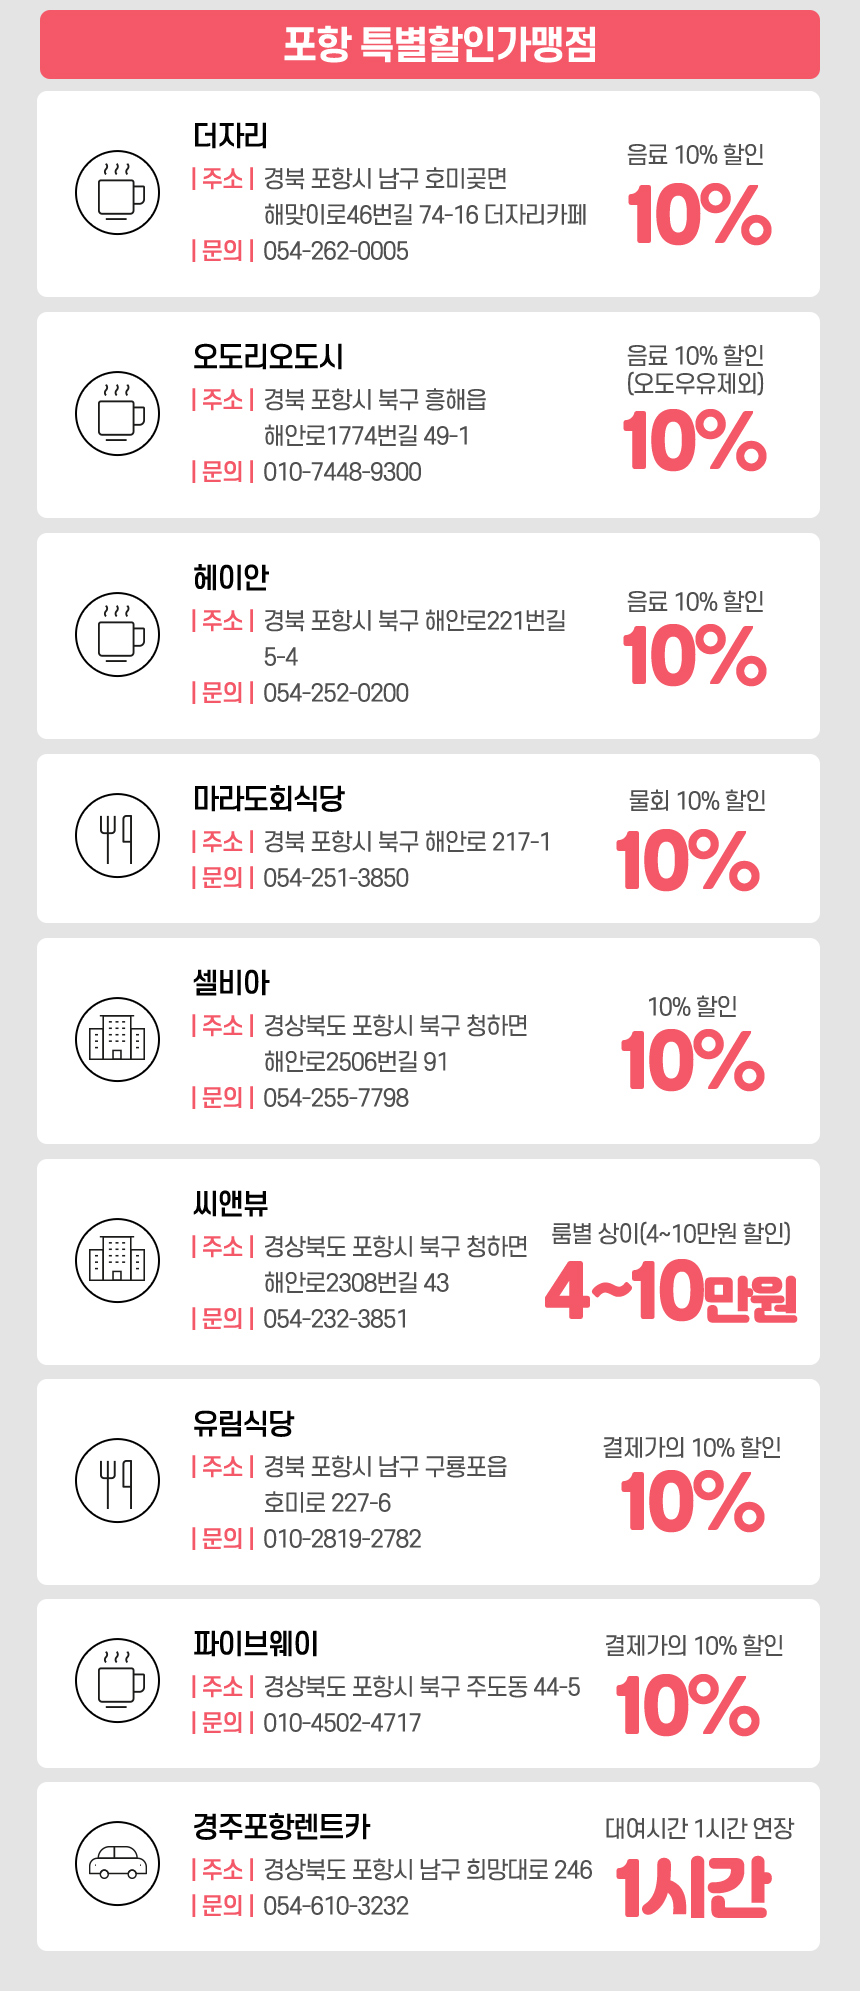 포항 특별할인가맹점
더자리
| 주소 | 경북 포항시 남구 호미곶면
해맞이로46번길 74-16 더자리카페
| 문의 | 054-262-0005
음료 10% 할인
10%
오도리오도시
| 주소 | 경북 포항시 북구 흥해읍
해안로1774번길 49-1
| 문의 | 010-7448-9300
음료 10% 할인
(오도우유제외)
10%
헤이안
| 주소 | 경북 포항시 북구 해안로221번길
5-4
| 문의 | 054-252-0200
음료 10% 할인
10%
마라도회식당
| 주소 | 경북 포항시 북구 해안로 217-1
| 문의 | 054-251-3850
물회 10% 할인
10%
셀비아
| 주소 | 경상북도 포항시 북구 청하면
해안로2506번길 91
| 문의 | 054-255-7798
10% 할인
10%
씨앤뷰
| 주소 | 경상북도 포항시 북구 청하면
해안로2308번길 43
| 문의 | 054-232-3851
룸별 상이(4~10만원 할인)
4~10만원
유림식당
| 주소 | 경북 포항시 남구 구룡포읍
호미로 227-6
| 문의 | 010-2819-2782
결제가의 10% 할인
10%
파이브웨이
| 주소 | 경상북도 포항시 북구 주도동 44-5
| 문의 | 010-4502-4717
결제가의 10% 할인
10%
경주포항렌트카
| 주소 | 경상북도 포항시 남구 희망대로 246
| 문의 | 054-610-3232
대여시간 1시간 연장
1시간